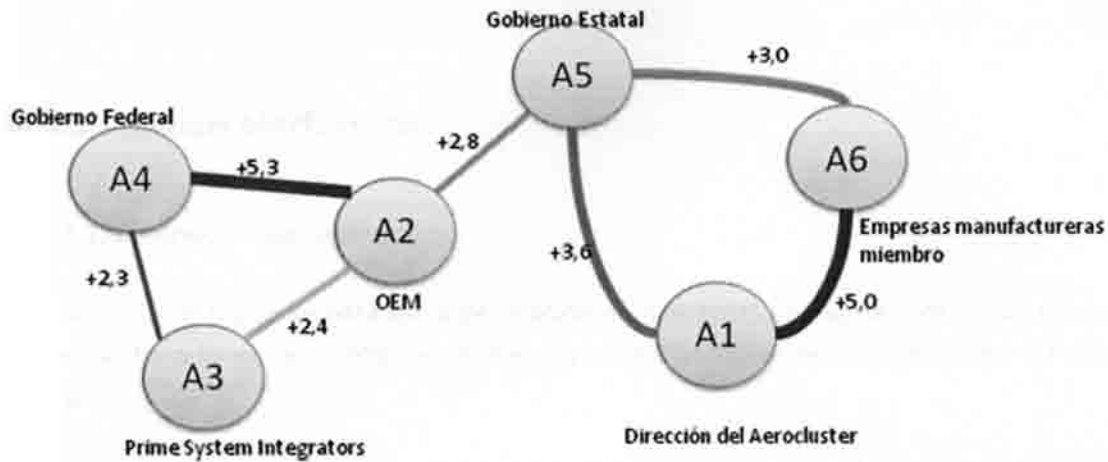 Gobierno Estatal
A5
+3,0
Gobierno Federal
A4
+5,3
+2,8
A6
A2
Empresas manufactureras
miembro
+2,3
OEM
+3,6
+5,0
+2,4
A1
A3
Prime System Integrators
Dirección del Aerocluster